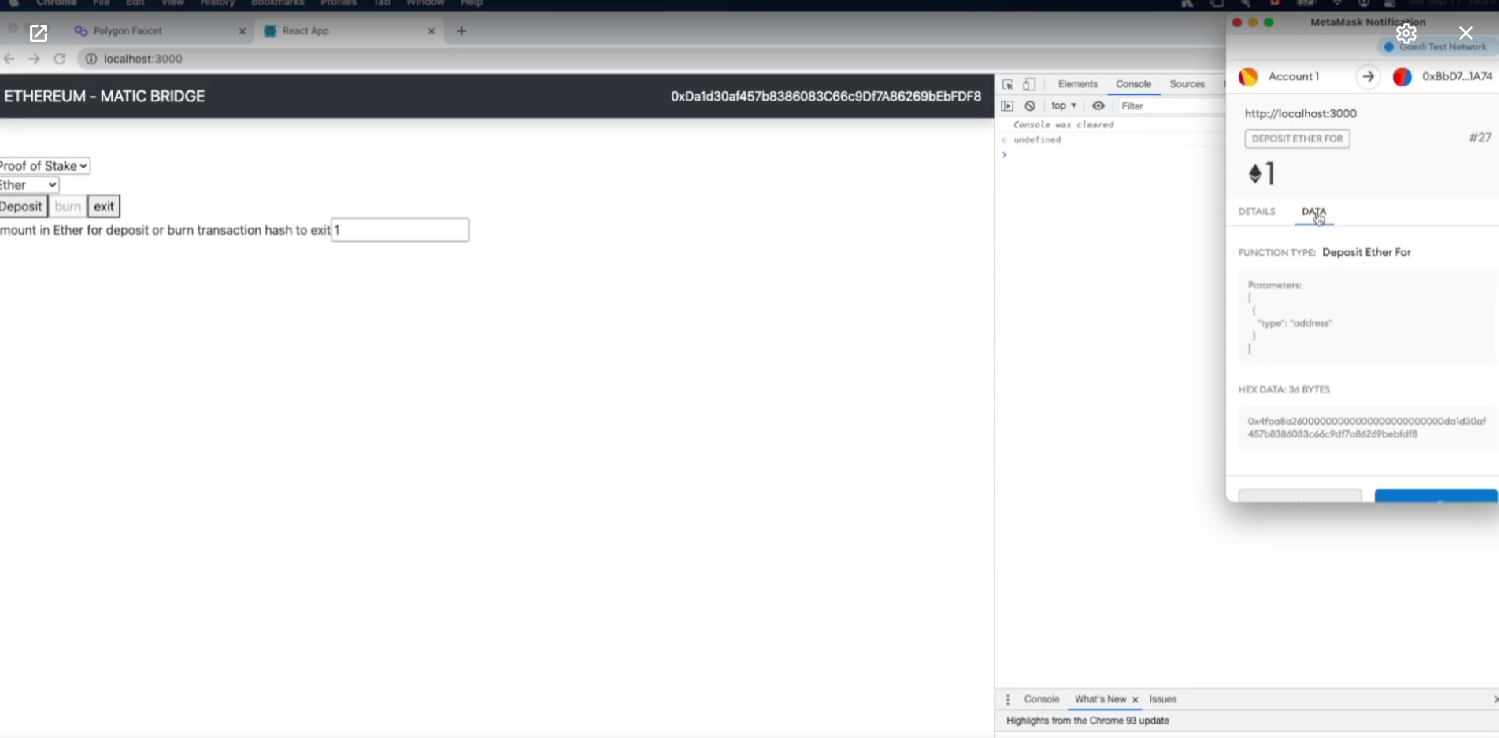 Chrome File Edit View History Bookmarks Profiles Tab Window Help
Polygon Faucet
React App
localhost:3000
ETHEREUM - MATIC BRIDGE
0xDa1d30af457b8386083C66c9Df7A86269bEbFDF8
Proof of Stake
Ether
Deposit burn exit
mount in Ether for deposit or burn transaction hash to exit 1
Elements Console Sources
top Filter
Console was cleared
undefined
MetaMask Notification
Goerli Test Network
Account 1
0xBbD7...1A74
http://localhost:3000
DEPOSIT ETHER FOR
#27
1
DETAILS DATA
FUNCTION TYPE: Deposit Ether For
Parameters:
[
{
"type": "address"
}
]
HEX DATA: 36 BYTES
0x4faa8a26000000000000000000000000da1d30af
457b8386083c66c9df7a86269bebfdf8
Console What's New Issues
Highlights from the Chrome 93 update